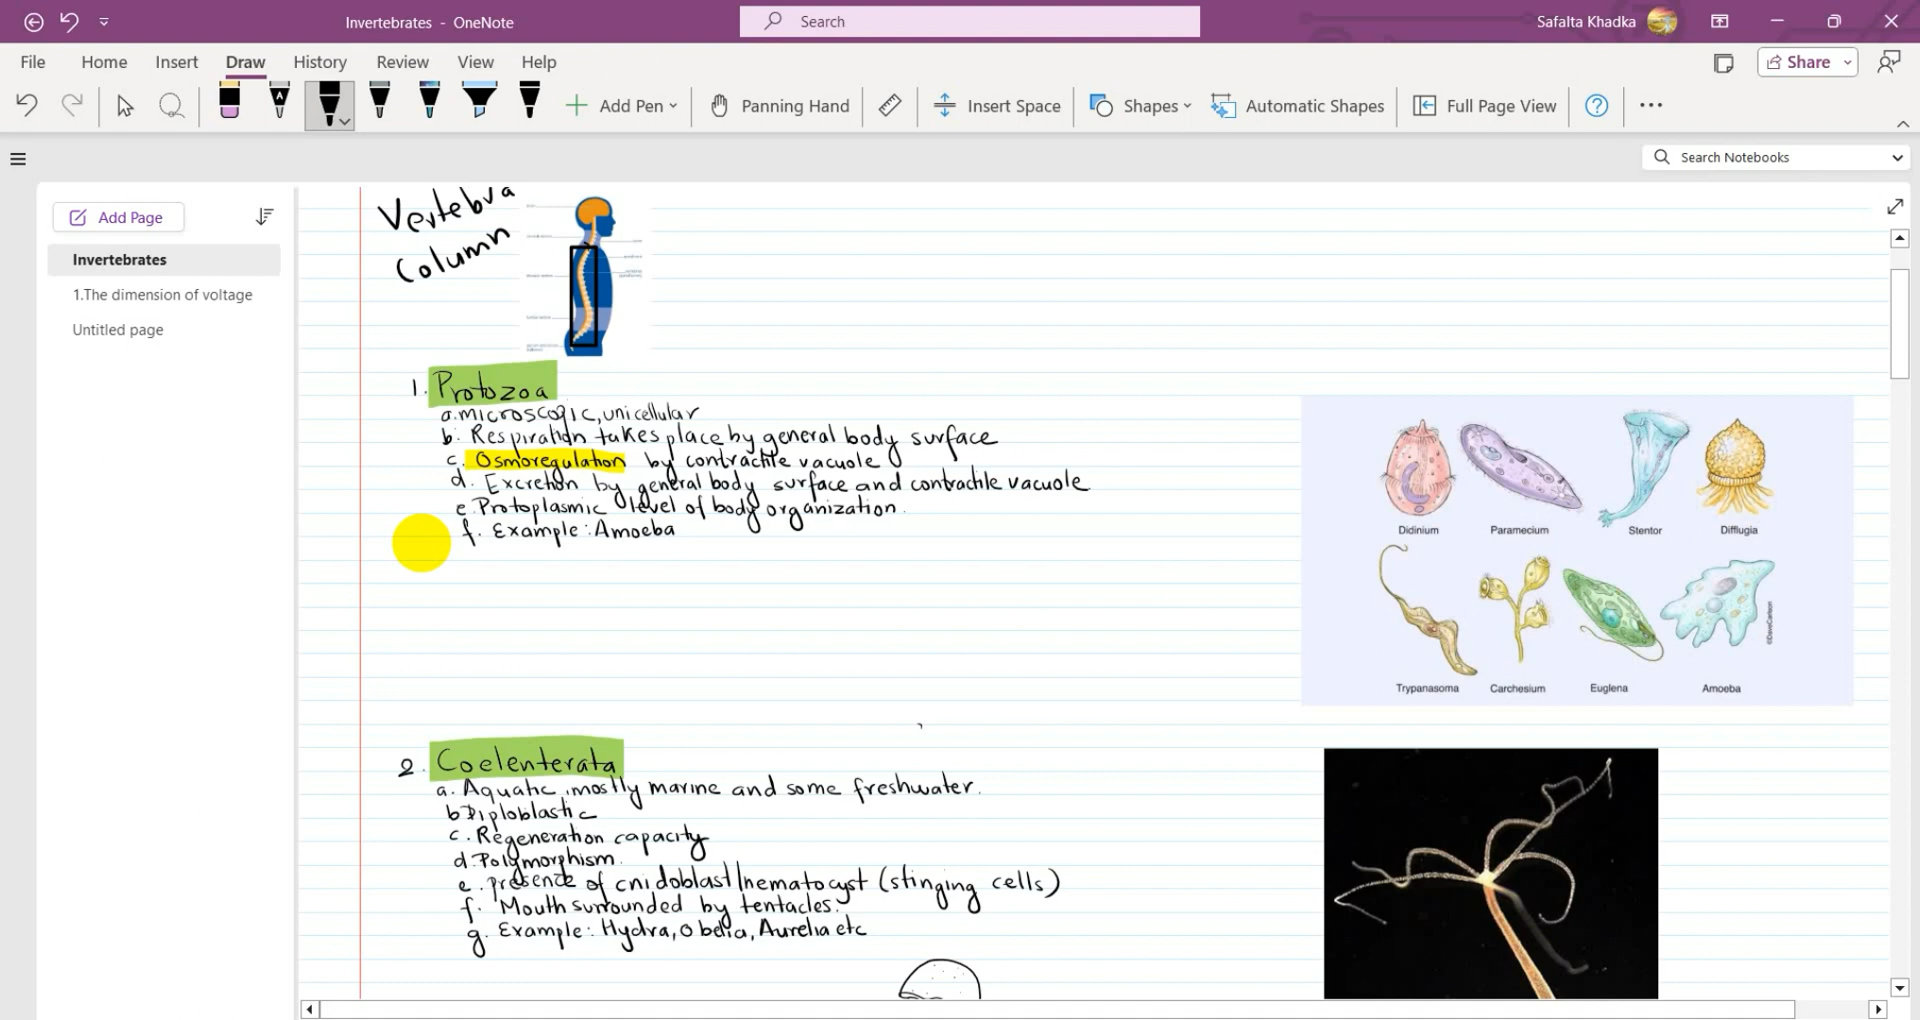 Invertebrates - OneNote
Search
Safalta Khadka
File Home Insert Draw History Review View Help
Share
Add Pen
Panning Hand
Insert Space
Shapes
Automatic Shapes
Full Page View
Search Notebooks
Add Page
Invertebrates
1.The dimension of voltage
Untitled page
Vertebra
Column
1. Protozoa
a. microscopic, unicellular
b. Respiration takes place by general body surface
c. Osmoregulation by contractile vacuole
d. Excretion by general body surface and contractile vacuole
e. Protoplasmic level of body organization.
f. Example: Amoeba
Didinium Paramecium Stentor Difflugia
Trypanasoma Carchesium Euglena Amoeba
©DaveCarlson
2. Coelenterata
a. Aquatic, mostly marine and some freshwater.
b. Diploblastic
c. Regeneration capacity
d. Polymorphism.
e. presence of cnidoblast/nematocyst (stinging cells)
f. Mouth surrounded by tentacles.
g. Example: Hydra, Obelia, Aurelia etc